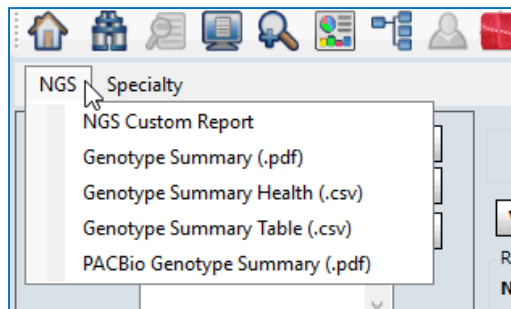 NGS Specialty
NGS Custom Report
Genotype Summary (.pdf)
Genotype Summary Health (.csv)
Genotype Summary Table (.csv)
PACBio Genotype Summary (.pdf)